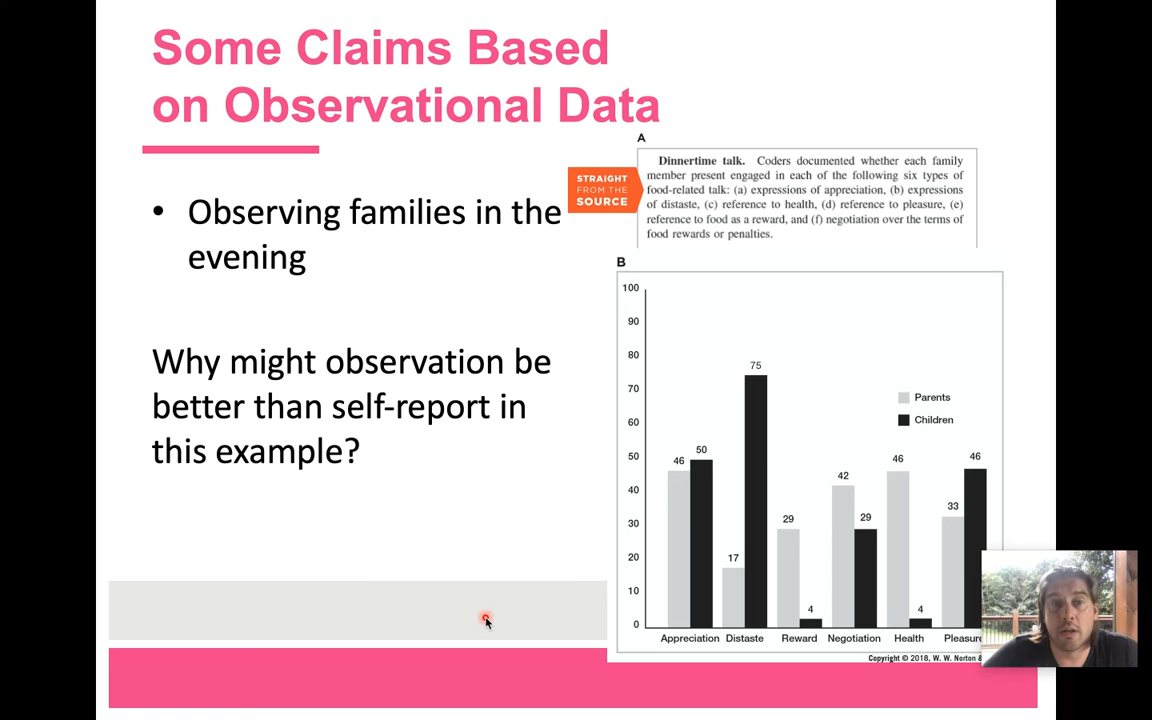 Some Claims Based
on Observational Data
• Observing families in the
evening
Why might observation be
better than self-report in
this example?
A
STRAIGHT
FROM THE
SOURCE
Dinnertime talk. Coders documented whether each family
member present engaged in each of the following six types of
food-related talk: (a) expressions of appreciation, (b) expressions
of distaste, (c) reference to health, (d) reference to pleasure, (e)
reference to food as a reward, and (f) negotiation over the terms of
food rewards or penalties.
B
100
90
80
70
60
50
40
30
20
10
0
46
50
17
75
29
4
42
29
46
4
33
46
Parents
Children
Appreciation Distaste Reward Negotiation Health
Copyright © 2018, W. W. Norton &